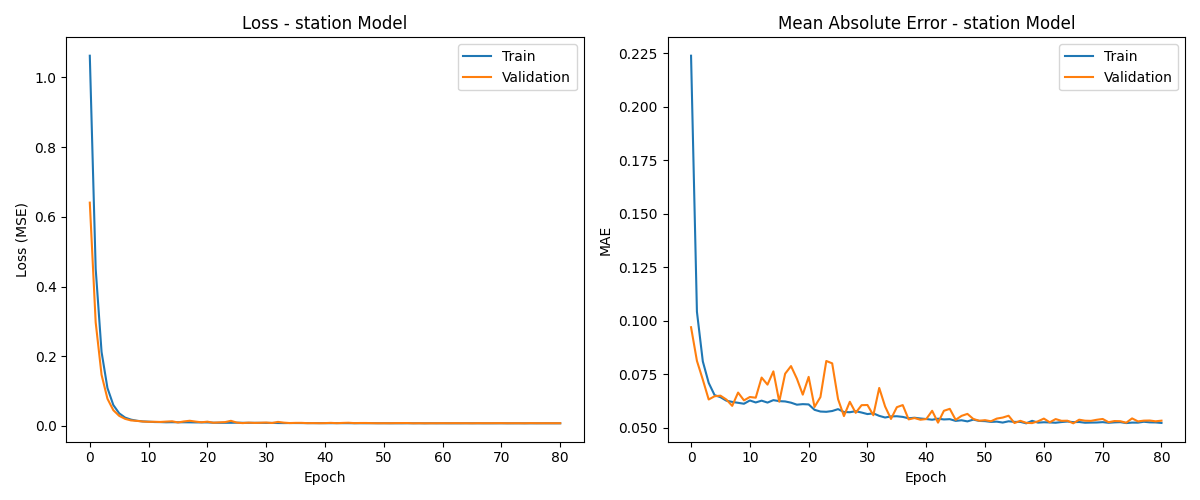 Loss - station Model
Loss (MSE)
1.0
0.8
0.6
0.4
0.2
0.0
Train
Validation
0 10 20 30 40 50 60 70 80
Epoch
Mean Absolute Error - station Model
MAE
0.225
0.200
0.175
0.150
0.125
0.100
0.075
0.050
Train
Validation
0 10 20 30 40 50 60 70 80
Epoch